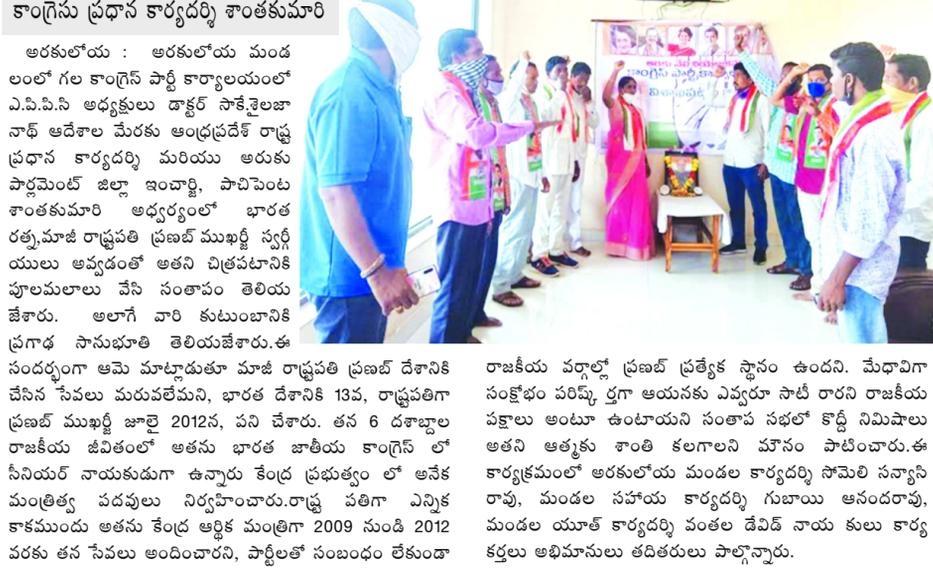 కాంగ్రెసు ప్రధాన కార్యదర్శి శాంతకుమారి
అరకులోయ : అరకులోయ మండ
లంలో గల కాంగ్రెస్ పార్టీ కార్యాలయంలో
ఎ.పి.పి.సి అధ్యక్షులు డాక్టర్ సాకే.శైలజా
నాథ్ ఆదేశాల మేరకు ఆంధ్రప్రదేశ్ రాష్ట్ర
ప్రధాన కార్యదర్శి మరియు అరుకు
పార్లమెంట్ జిల్లా ఇంచార్జి, పాచిపెంట
శాంతకుమారి అధ్వర్యంలో భారత
రత్న,మాజీ రాష్ట్రపతి ప్రణబ్ ముఖర్జీ స్వర్గీ
యులు అవ్వడంతో అతని చిత్రపటానికి
పూలమలాలు వేసి సంతాపం తెలియ
జేశారు. అలాగే వారి కుటుంబానికి
ప్రగాఢ సానుభూతి తెలియజేశారు.ఈ
సందర్భంగా ఆమె మాట్లాడుతూ మాజీ రాష్ట్రపతి ప్రణబ్ దేశానికి
చేసిన సేవలు మరువలేమని, భారత దేశానికి 13వ, రాష్ట్రపతిగా
ప్రణబ్ ముఖర్జీ జూలై 2012న, పని చేశారు. తన 6 దశాబ్దాల
రాజకీయ జీవితంలో అతను భారత జాతీయ కాంగ్రెస్ లో
సీనియర్ నాయకుడుగా ఉన్నారు కేంద్ర ప్రభుత్వం లో అనేక
మంత్రిత్వ పదవులు నిర్వహించారు.రాష్ట్ర పతిగా ఎన్నిక
కాకముందు అతను కేంద్ర ఆర్థిక మంత్రిగా 2009 నుండి 2012
వరకు తన సేవలు అందించారని, పార్టీలతో సంబంధం లేకుండా
రాజకీయ వర్గాల్లో ప్రణబ్ ప్రత్యేక స్థానం ఉందని. మేధావిగా
సంక్షోభం పరిష్క ర్తగా ఆయనకు ఎవ్వరూ సాటీ రారని రాజకీయ
పక్షాలు అంటూ ఉంటాయని సంతాప సభలో కొద్దీ నిమిషాలు
అతని ఆత్మకు శాంతి కలగాలని మౌనం పాటించారు.ఈ
కార్యక్రమంలో అరకులోయ మండల కార్యదర్శి సోమెలి సన్యాసి
రావు, మండల సహాయ కార్యదర్శి గుబాయి ఆనందరావు,
మండల యూత్ కార్యదర్శి వంతల డేవిడ్ నాయ కులు కార్య
కర్తలు అభిమానులు తదితరులు పాల్గొన్నారు.